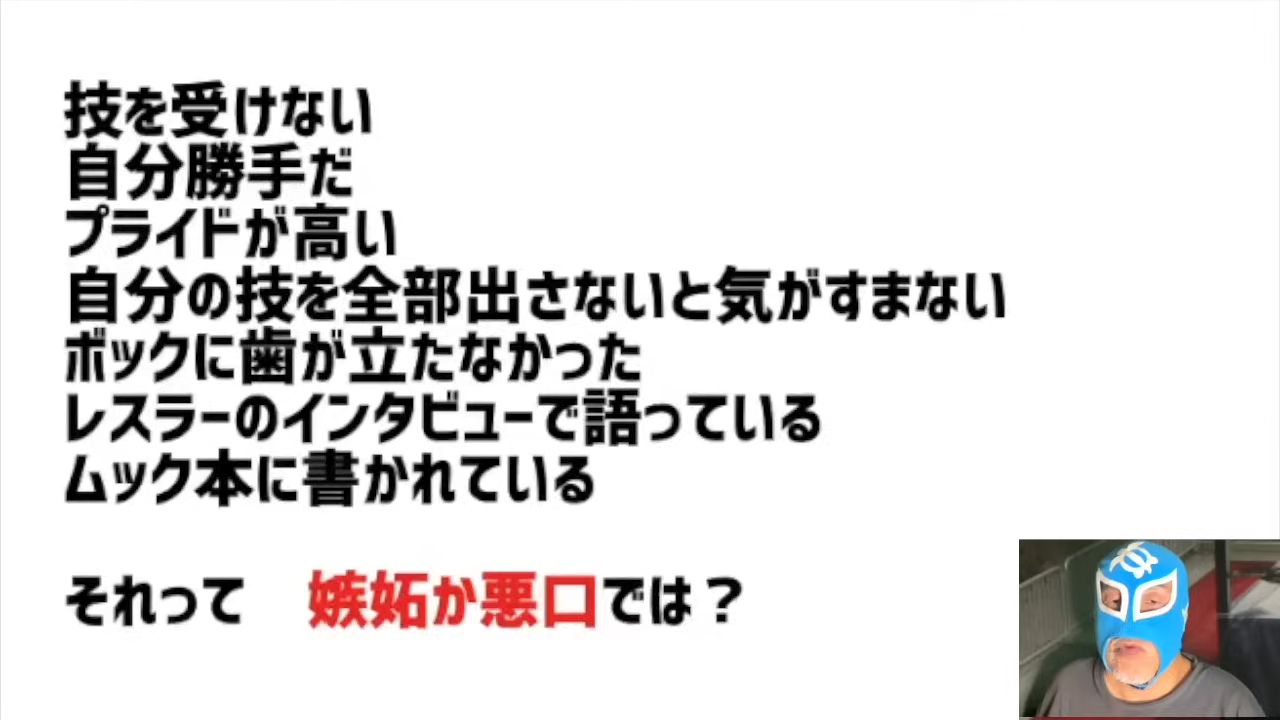 技を受けない
自分勝手だ
プライドが高い
自分の技を全部出さないと気がすまない
ボックに歯が立たなかった
レスラーのインタビューで語っている
ムック本に書かれている
それって　嫉妬か悪口では？